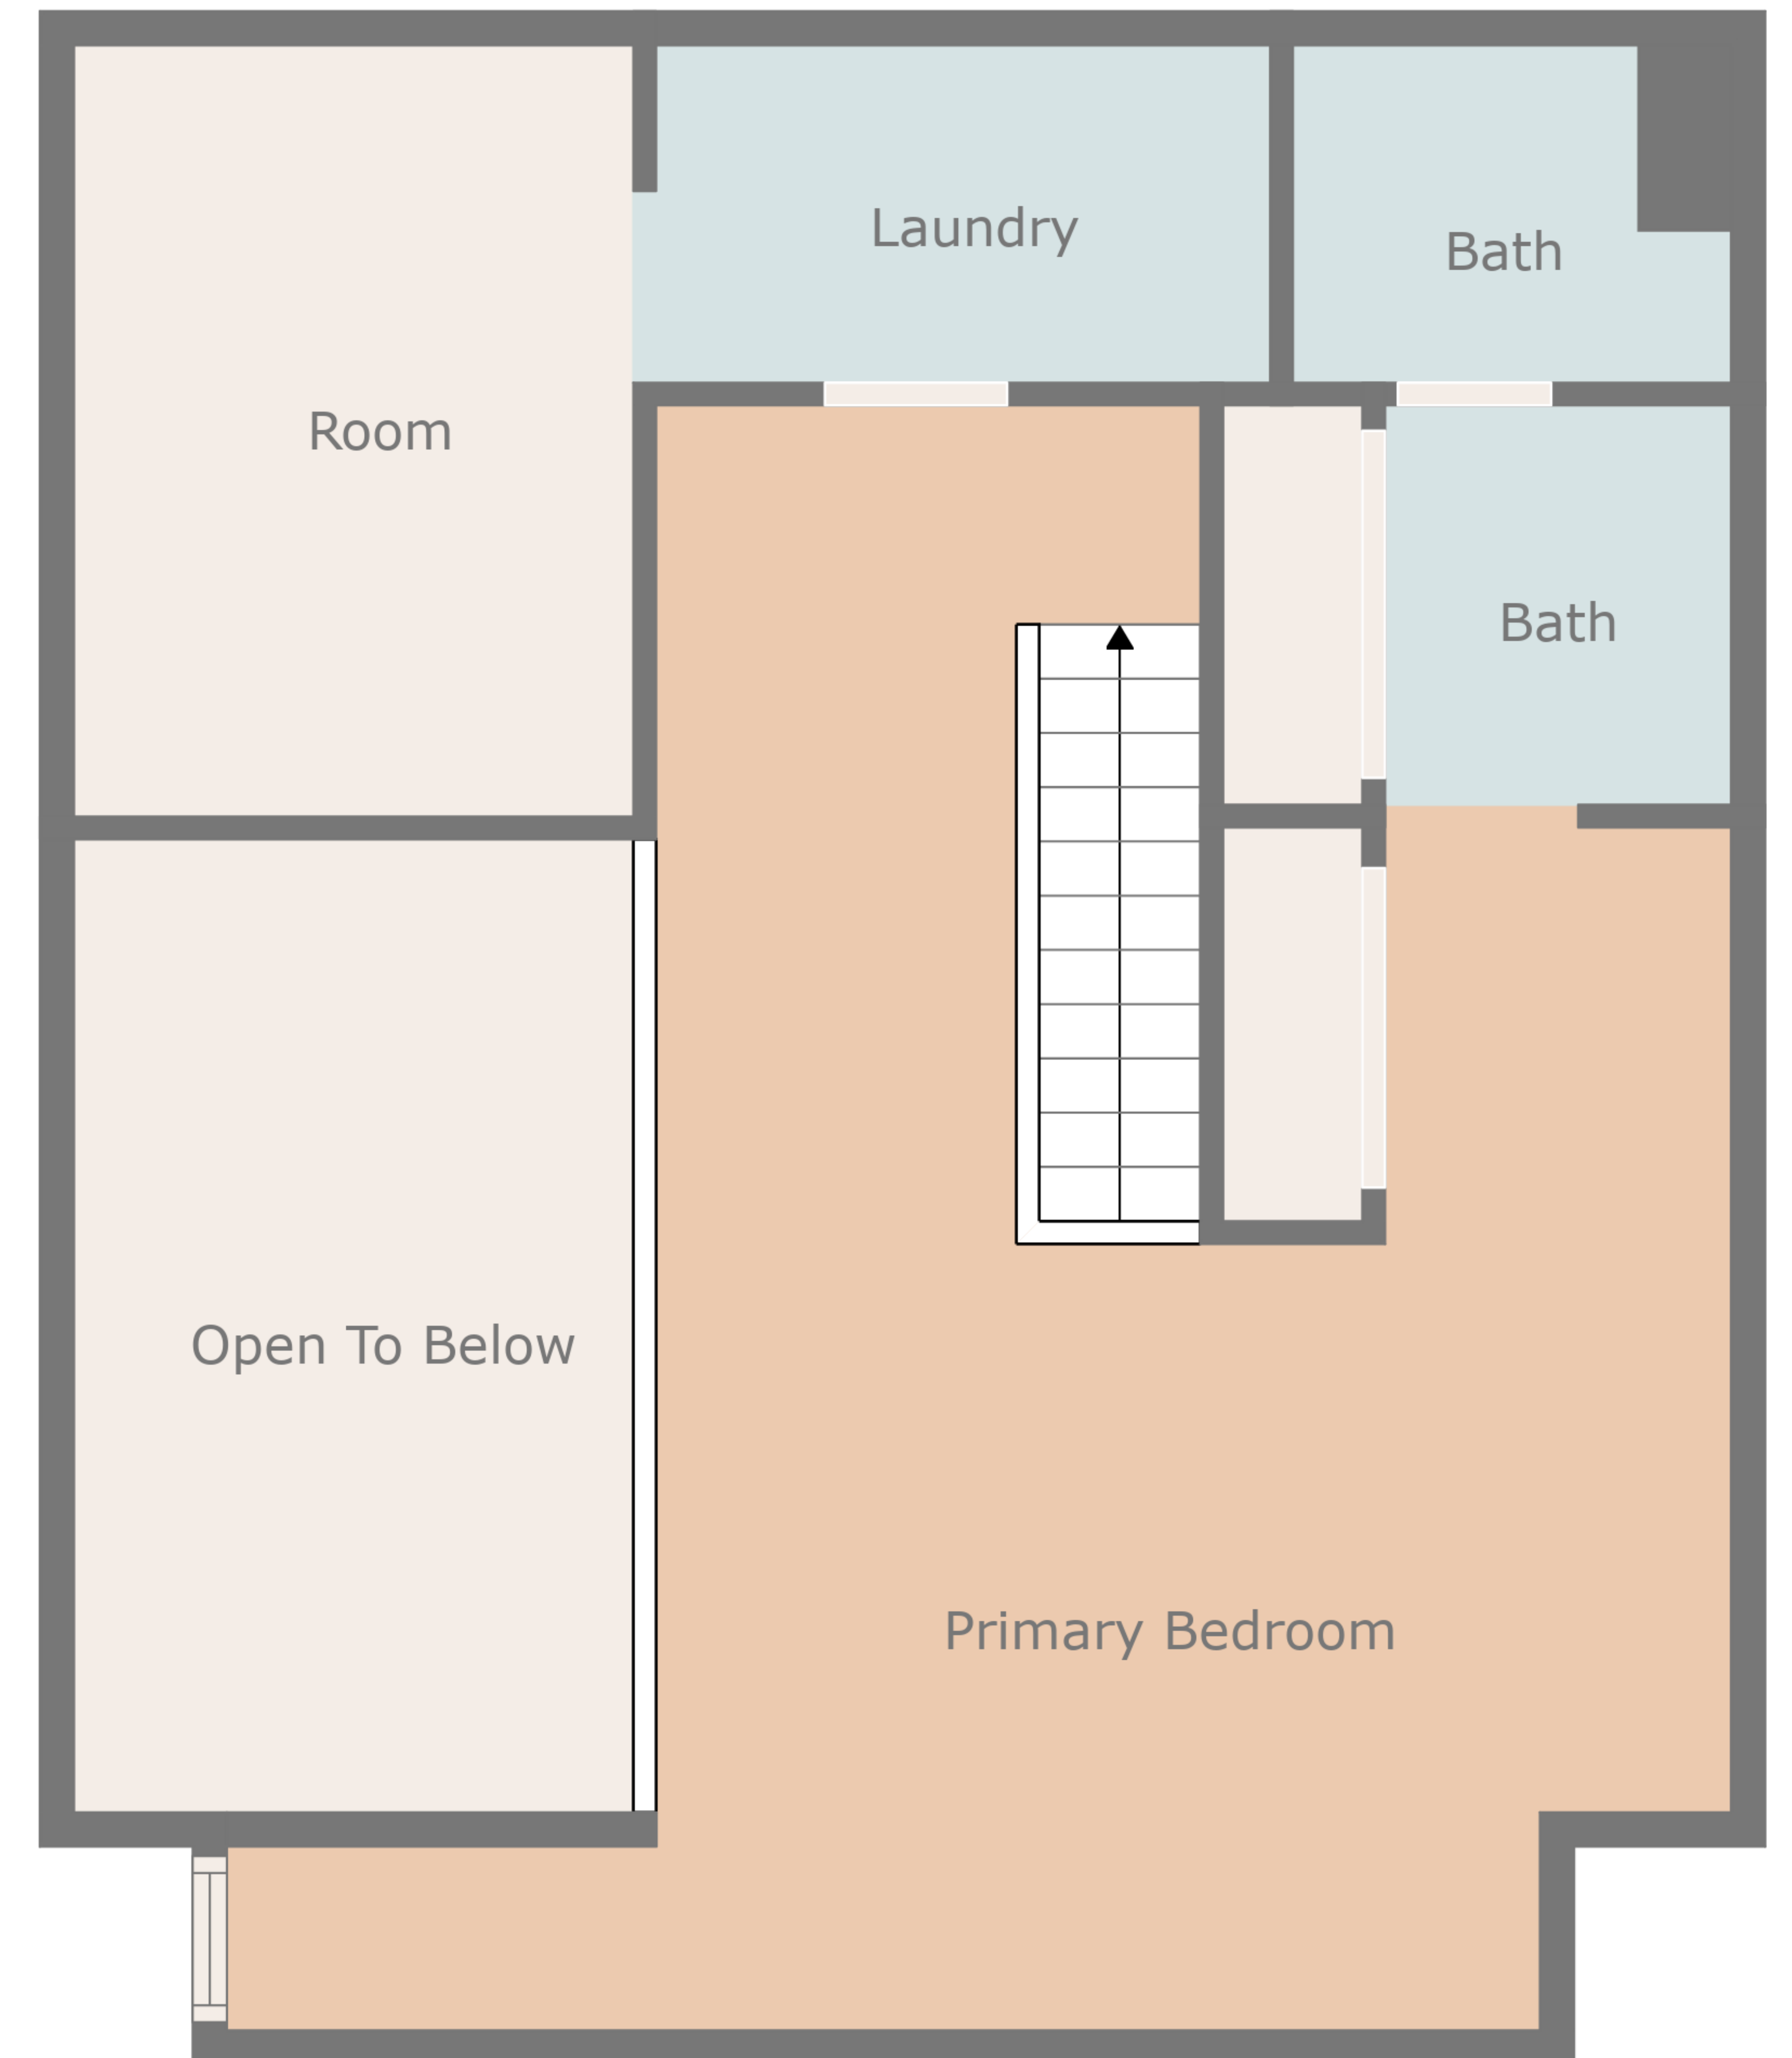 Laundry
Bath
Room
Bath
Open To Below
Primary Bedroom